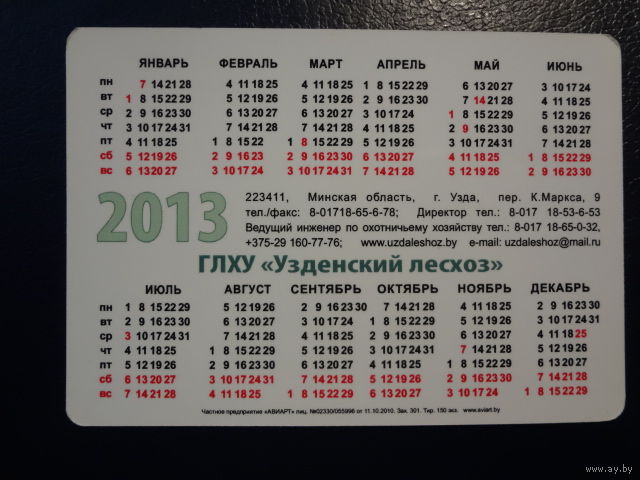 ЯНВАРЬ ФЕВРАЛЬ МАРТ АПРЕЛЬ МАЙ ИЮНЬ
пн 7 14 21 28 4 11 18 25 4 11 18 25 1 8 15 22 29 6 13 20 27 3 10 17 24
вт 1 8 15 22 29 5 12 19 26 5 12 19 26 2 9 16 23 30 7 14 21 28 4 11 18 25
ср 2 9 16 23 30 6 13 20 27 6 13 20 27 3 10 17 24 1 8 15 22 29 5 12 19 26
чт 3 10 17 24 31 7 14 21 28 7 14 21 28 4 11 18 25 2 9 16 23 30 6 13 20 27
пт 4 11 18 25 1 8 15 22 1 8 15 22 29 5 12 19 26 3 10 17 24 31 7 14 21 28
сб 5 12 19 26 2 9 16 23 2 9 16 23 30 6 13 20 27 4 11 18 25 1 8 15 22 29
вс 6 13 20 27 3 10 17 24 3 10 17 24 31 7 14 21 28 5 12 19 26 2 9 16 23 30
2013
223411, Минская область, г. Узда, пер. К.Маркса, 9
тел./факс: 8-01718-65-6-78; Директор тел.: 8-017 18-53-6-53
Ведущий инженер по охотничьему хозяйству тел.: 8-017 18-65-0-32,
+375-29 160-77-76; www.uzdaleshoz.by e-mail: uzdaleshoz@mail.ru
ГЛХУ «Узденский лесхоз»
ИЮЛЬ АВГУСТ СЕНТЯБРЬ ОКТЯБРЬ НОЯБРЬ ДЕКАБРЬ
пн 1 8 15 22 29 5 12 19 26 2 9 16 23 30 7 14 21 28 4 11 18 25 2 9 16 23 30
вт 2 9 16 23 30 6 13 20 27 3 10 17 24 1 8 15 22 29 5 12 19 26 3 10 17 24 31
ср 3 10 17 24 31 7 14 21 28 4 11 18 25 2 9 16 23 30 6 13 20 27 4 11 18 25
чт 4 11 18 25 1 8 15 22 29 5 12 19 26 3 10 17 24 31 7 14 21 28 5 12 19 26
пт 5 12 19 26 2 9 16 23 30 6 13 20 27 4 11 18 25 1 8 15 22 29 6 13 20 27
сб 6 13 20 27 3 10 17 24 31 7 14 21 28 5 12 19 26 2 9 16 23 30 7 14 21 28
вс 7 14 21 28 4 11 18 25 1 8 15 22 29 6 13 20 27 3 10 17 24 1 8 15 22 29
Частное предприятие «АВИАРТ» лиц. №02330/055996 от 11.10.2010. Зак. 301. Тир. 150 экз. www.aviart.by
ay.by